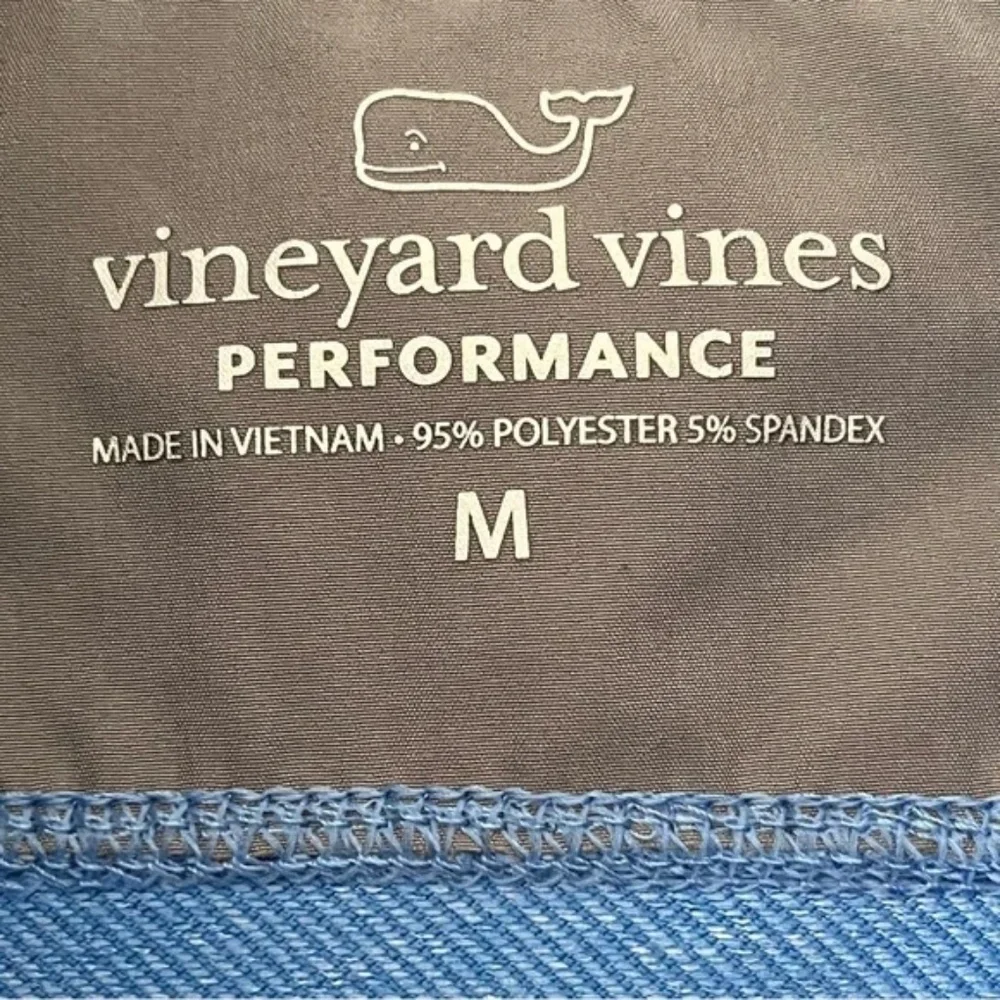 vineyard vines
PERFORMANCE
MADE IN VIETNAM • 95% POLYESTER 5% SPANDEX
M